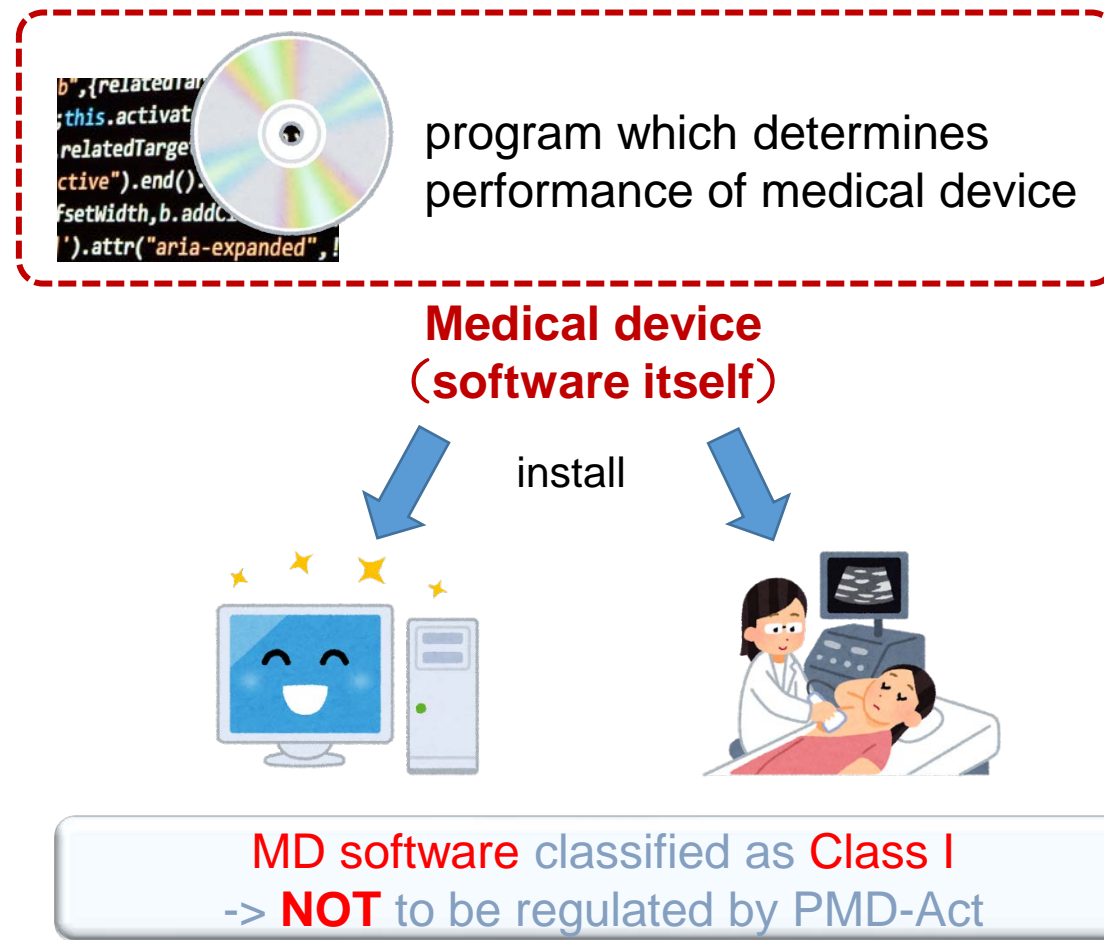 b",{relatedTar
;this.activat
relatedTarge
ctive").end().
fsetWidth,b.addC
').attr("aria-expanded",!
program which determines
performance of medical device
Medical device
（software itself）
install
MD software classified as Class I
-> NOT to be regulated by PMD-Act